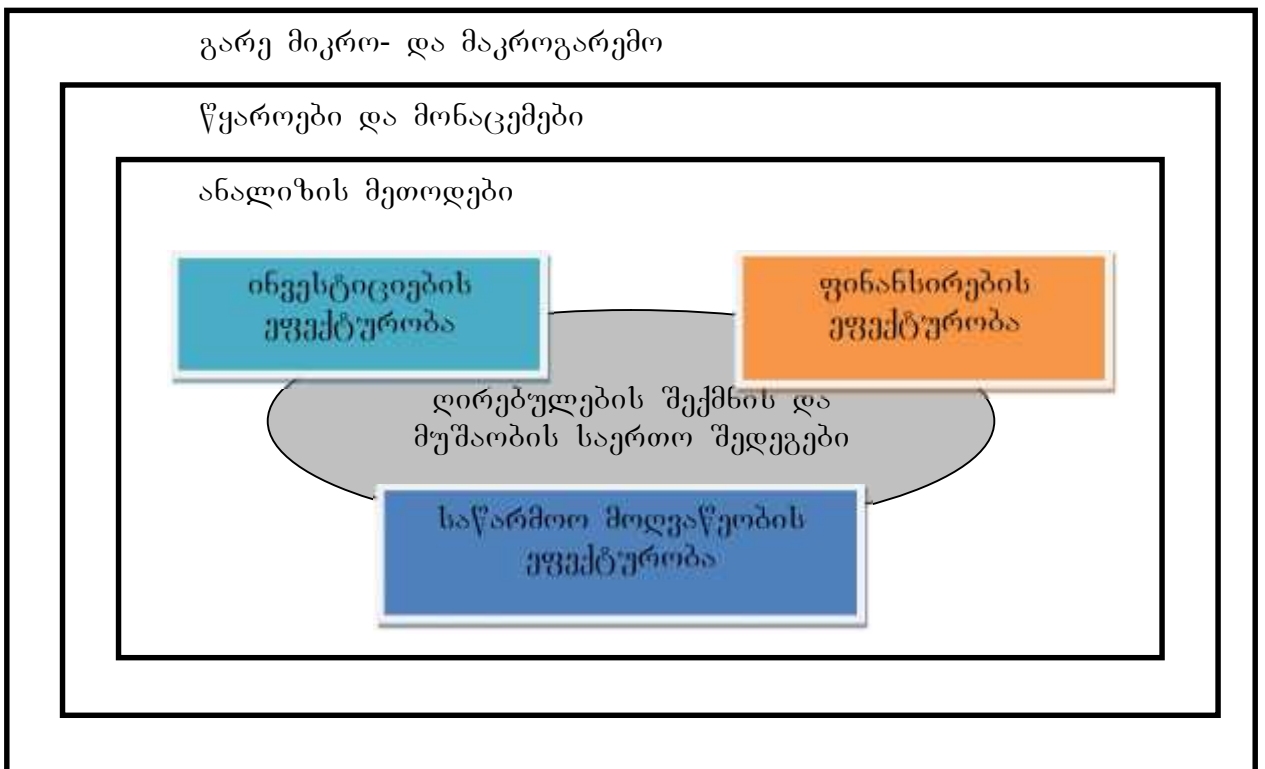 გარე მიკრო- და მაკროგარემო
წყაროები და მონაცემები
ანალიზის მეთოდები
ინვესტიციების
ეფექტურობა
ფინანსირების
ეფექტურობა
ღირებულების შექმნის და
მუშაობის საერთო შედეგები
საწარმოო მოღვაწეობის
ეფექტურობა